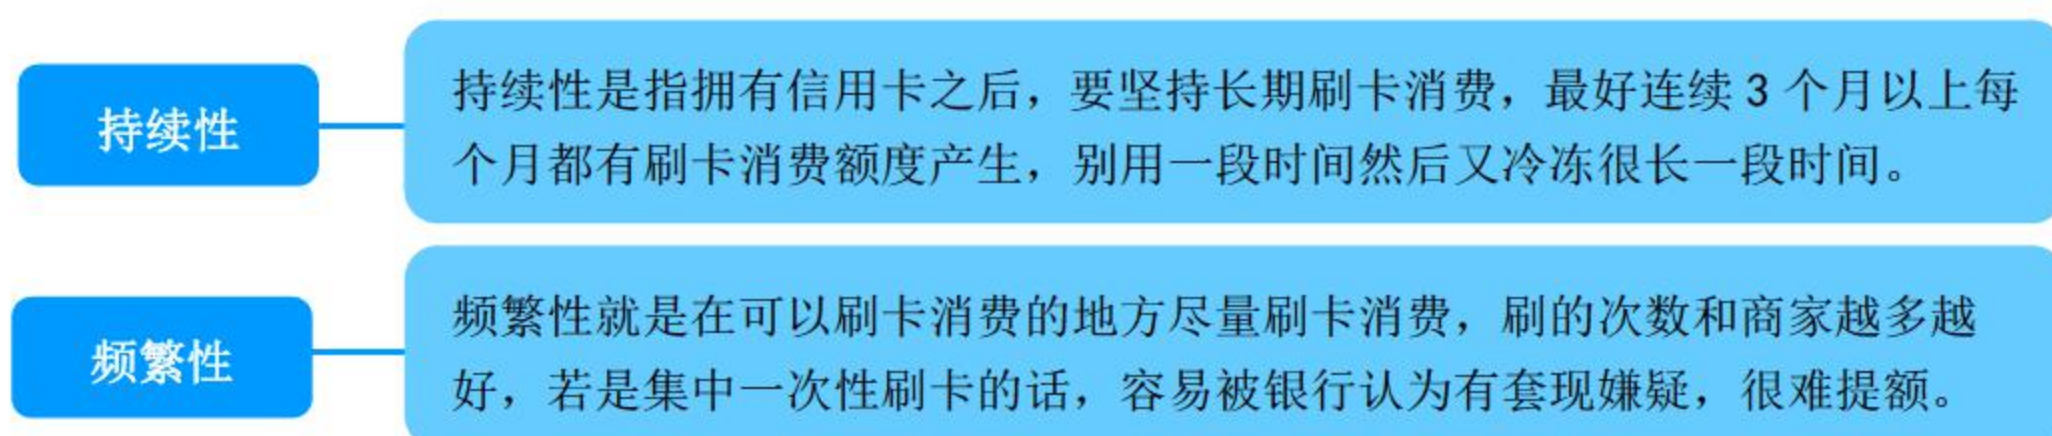 持续性
持续性是指拥有信用卡之后，要坚持长期刷卡消费，最好连续 3 个月以上每
个月都有刷卡消费额度产生，别用一段时间然后又冷冻很长一段时间。
频繁性
频繁性就是在可以刷卡消费的地方尽量刷卡消费，刷的次数和商家越多越
好，若是集中一次性刷卡的话，容易被银行认为有套现嫌疑，很难提额。